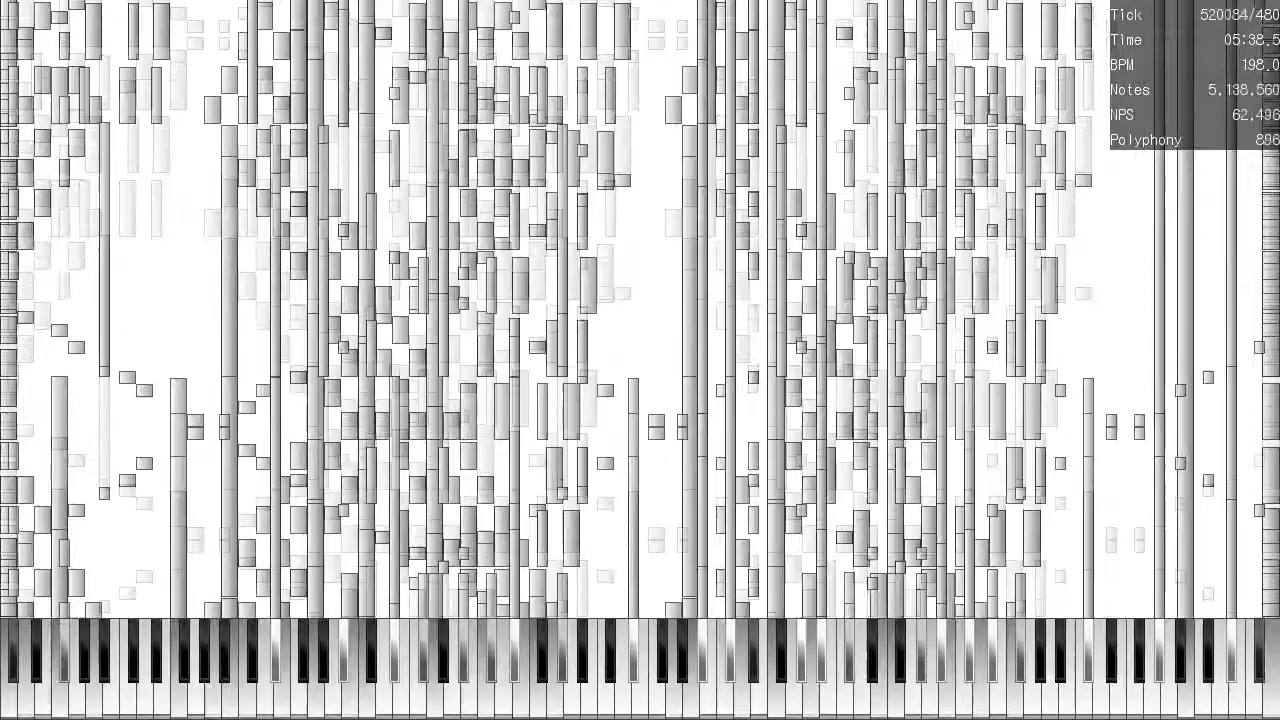 Tick 520084/480
Time 05:38.5
BPM 198.0
Notes 5,138,560
NPS 62,496
Polyphony 896